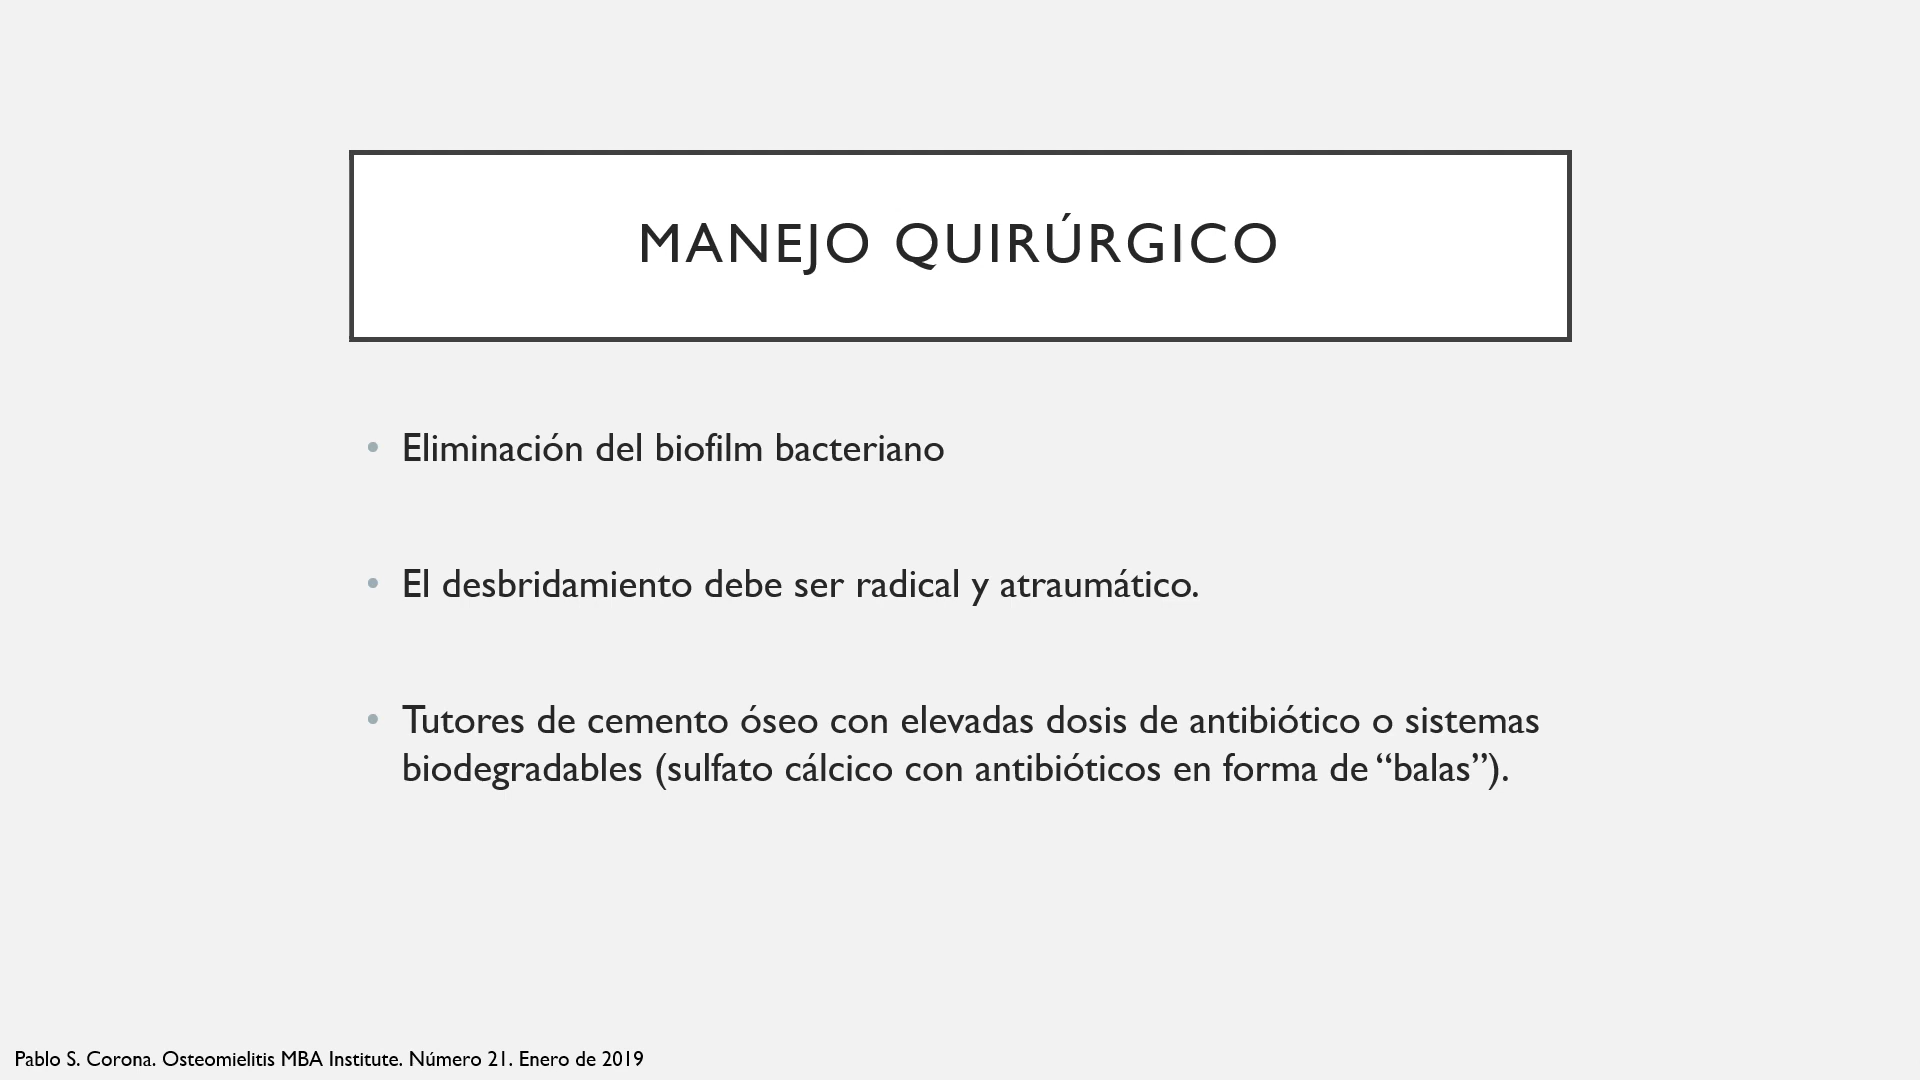 MANEJO QUIRÚRGICO
• Eliminación del biofilm bacteriano
• El desbridamiento debe ser radical y atraumático.
• Tutores de cemento óseo con elevadas dosis de antibiótico o sistemas
biodegradables (sulfato cálcico con antibióticos en forma de “balas”).
Pablo S. Corona. Osteomielitis MBA Institute. Número 21. Enero de 2019